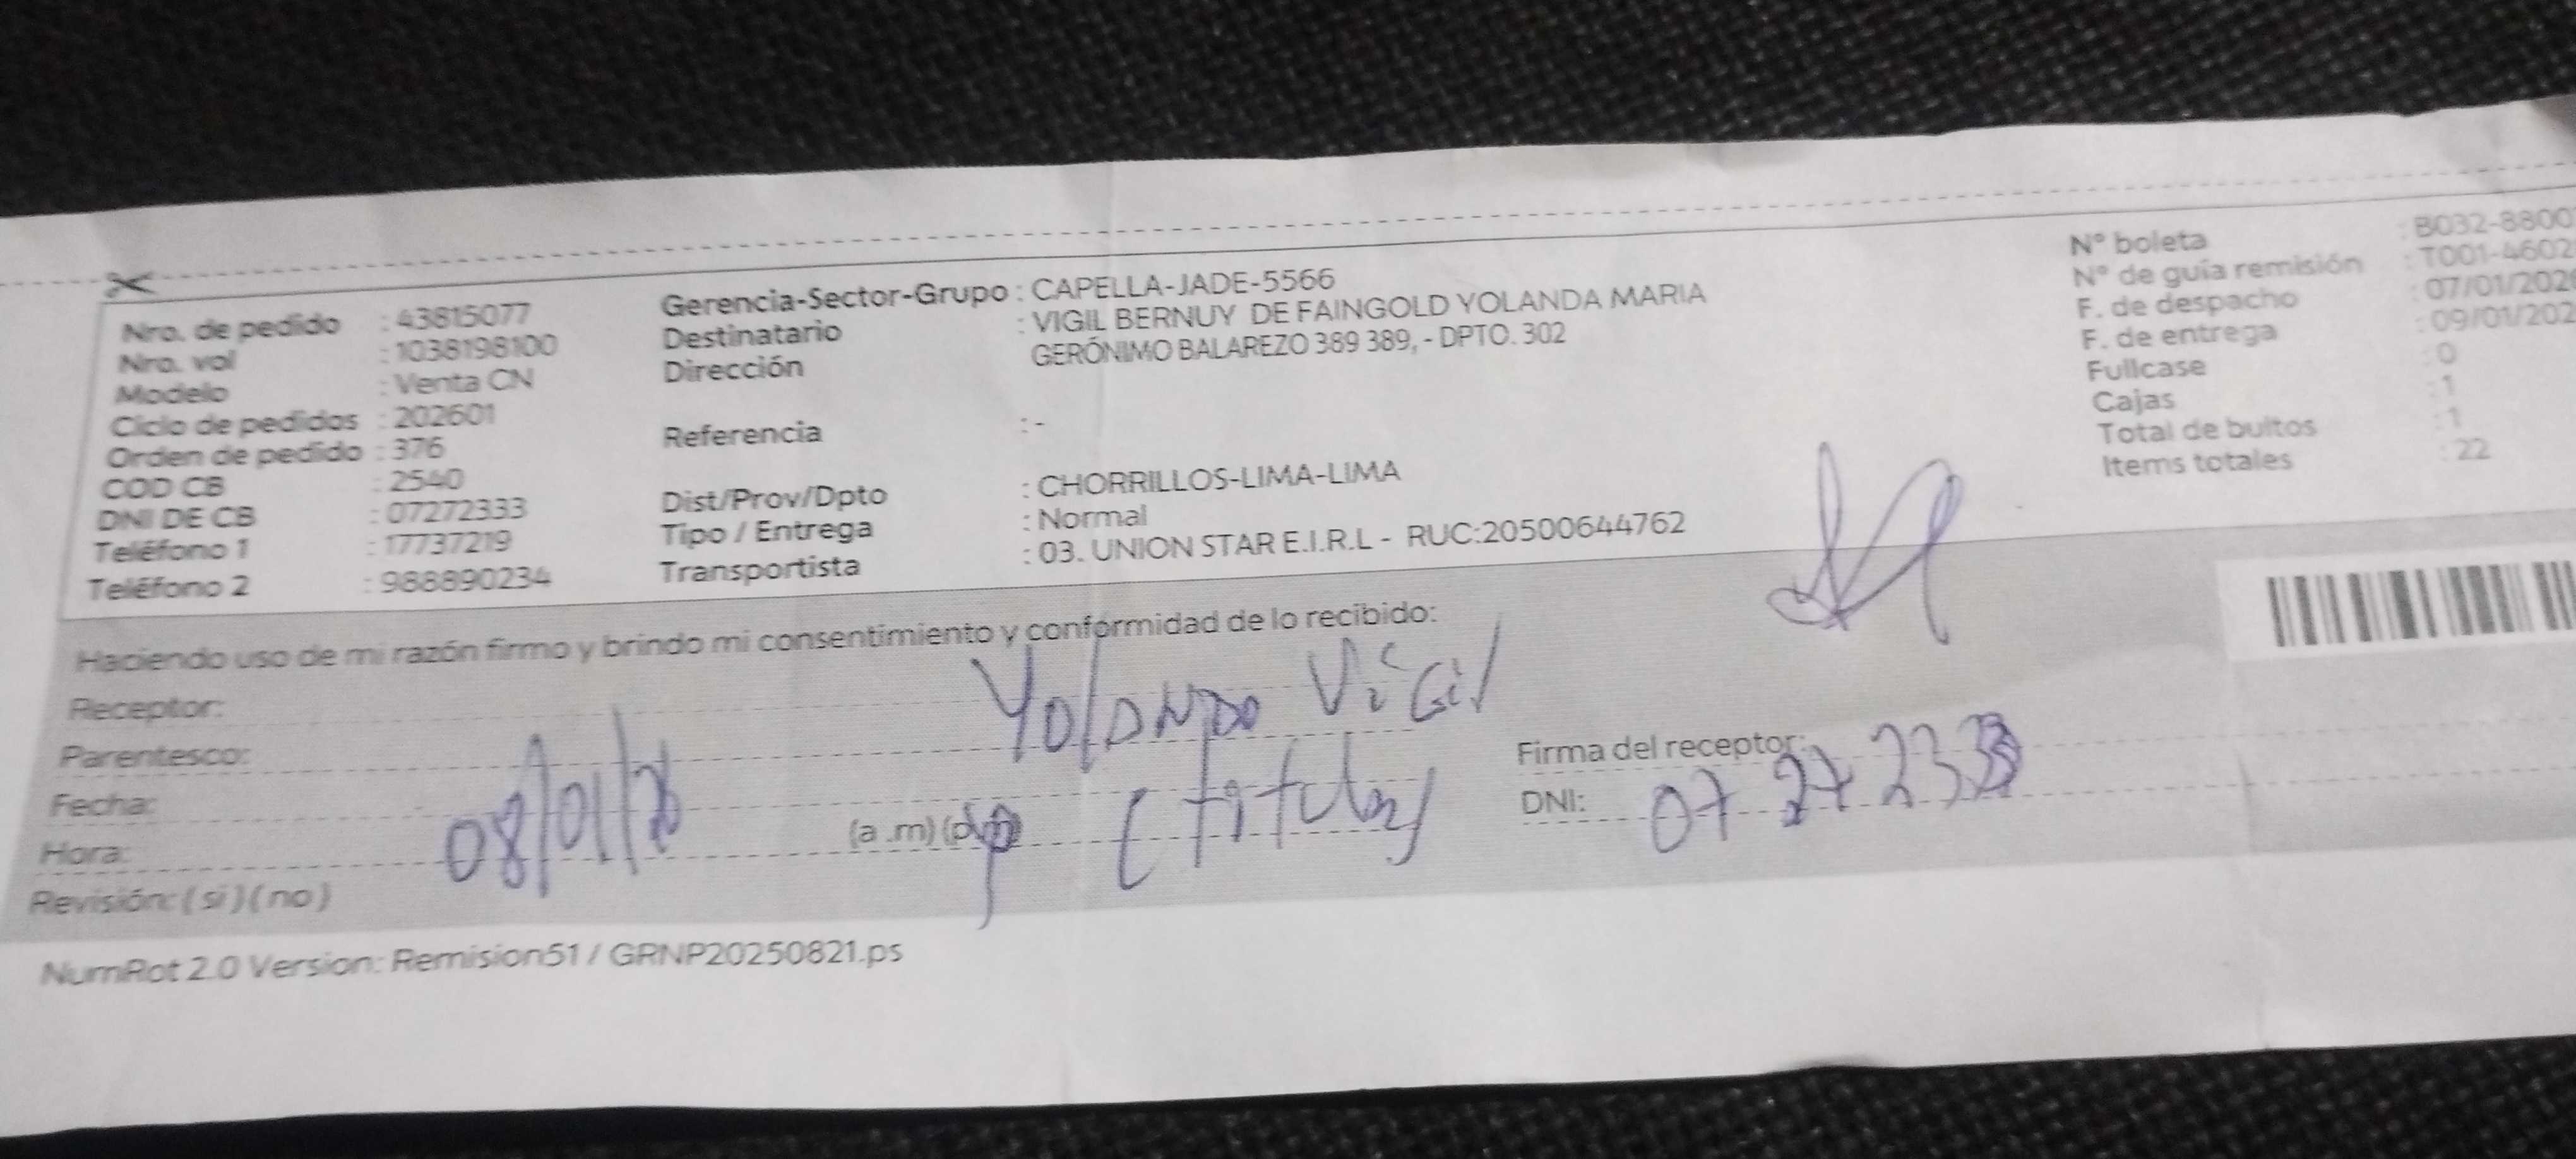 Nro. de pedido : 43815077
Nro. vol : 1038198100
Modelo : Venta CN
Ciclo de pedidos : 202601
Orden de pedido : 376
COD CB : 2540
DNI DE CB : 07272333
Teléfono 1 : 17737219
Teléfono 2 : 988890234
Gerencia-Sector-Grupo : CAPELLA-JADE-5566
Destinatario : VIGIL BERNUY DE FAINGOLD YOLANDA MARIA
Dirección GERÓNIMO BALAREZO 389 389, - DPTO. 302
Referencia : -
Dist/Prov/Dpto : CHORRILLOS-LIMA-LIMA
Tipo / Entrega : Normal
Transportista : 03. UNION STAR E.I.R.L - RUC:20500644762
N° boleta : B032-8800
N° de guía remisión : T001-4602
F. de despacho : 07/01/202
F. de entrega : 09/01/202
Fullcase : 0
Cajas : 1
Total de bultos : 1
Items totales : 22
Haciendo uso de mi razón firmo y brindo mi consentimiento y conformidad de lo recibido:
Receptor: Yolanda Vigil
Parentesco: (titular)
Firma del receptor:
Fecha: 08/01/26
DNI: 07272333
Hora: (a .m)
Revisión: ( si ) ( no )
NumRot 2.0 Version: Remision51 / GRNP20250821.ps